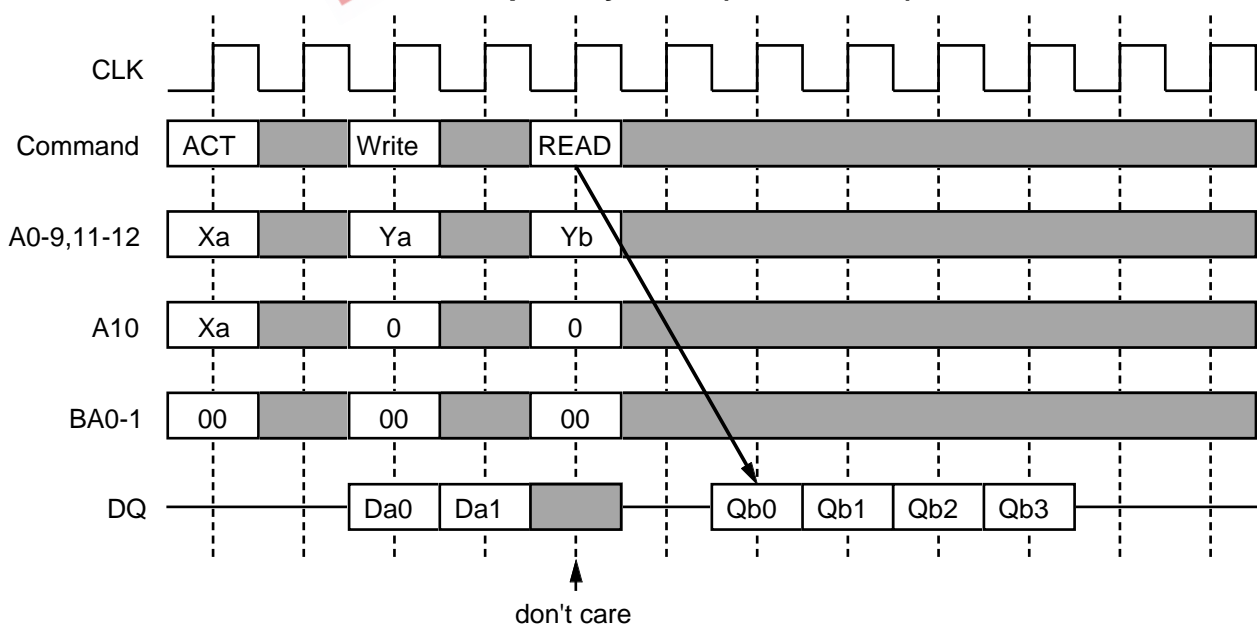 CLK
Command ACT Write READ
A0-9,11-12 Xa Ya Yb
A10 Xa 0 0
BA0-1 00 00 00
DQ Da0 Da1 Qb0 Qb1 Qb2 Qb3
don't care